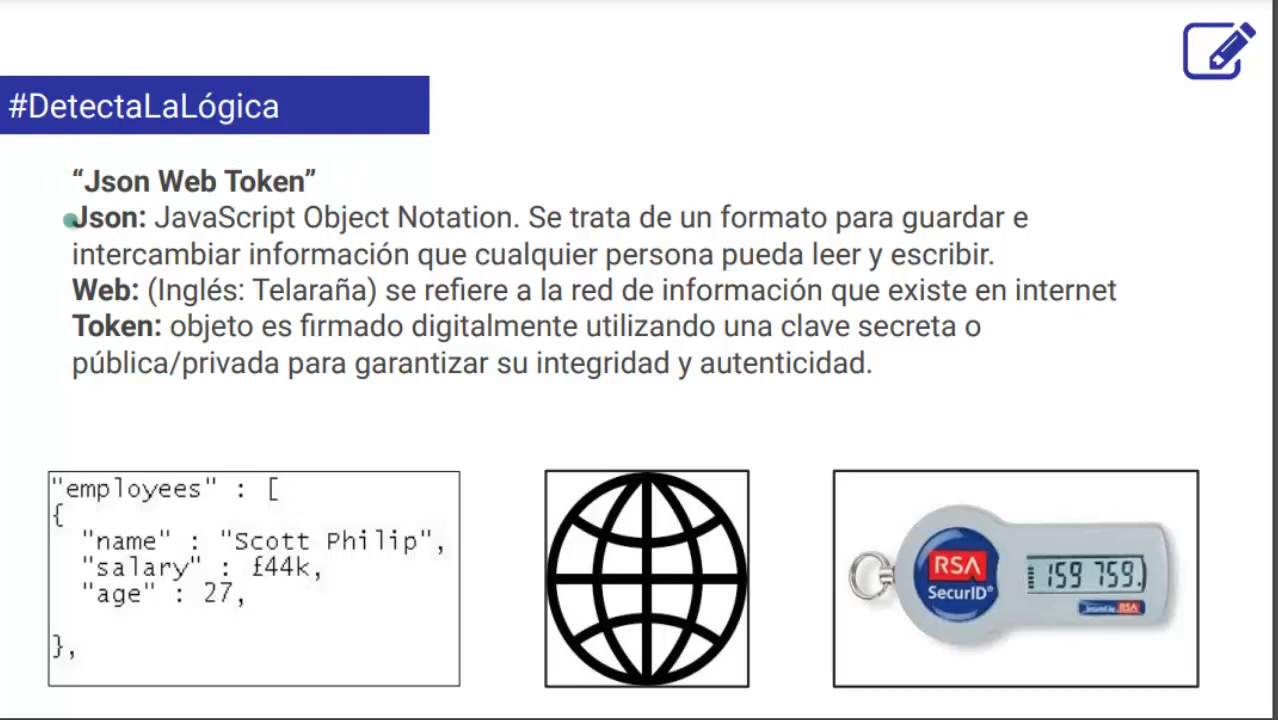 #DetectaLaLógica
“Json Web Token”
Json: JavaScript Object Notation. Se trata de un formato para guardar e
intercambiar información que cualquier persona pueda leer y escribir.
Web: (Inglés: Telaraña) se refiere a la red de información que existe en internet
Token: objeto es firmado digitalmente utilizando una clave secreta o
pública/privada para garantizar su integridad y autenticidad.
"employees" : [
{
"name" : "Scott Philip",
"salary" : £44k,
"age" : 27,
},
RSA
SecurID®
159 759.
Secured by RSA